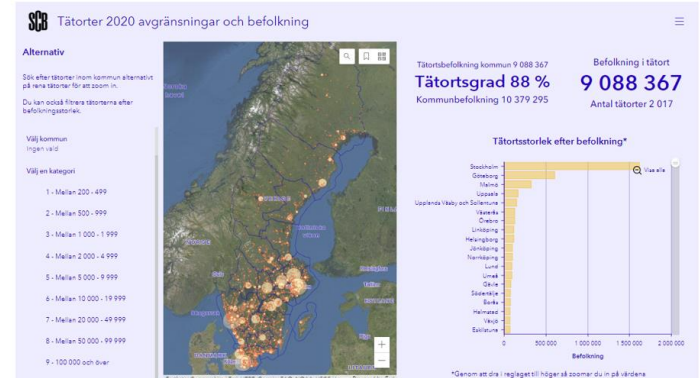 SCB Tätorter 2020 avgränsningar och befolkning
Alternativ
Sök efter tätorter inom kommun alternativt
på rena tätorter för att zoom in.
Du kan också filtrera tätorterna efter
befolkningsstorlek.
Välj kommun
Ingen vald
Välj en kategori
1 - Mellan 200 - 499
2 - Mellan 500 - 999
3 - Mellan 1 000 - 1 999
4 - Mellan 2 000 - 4 999
5 - Mellan 5 000 - 9 999
6 - Mellan 10 000 - 19 999
7 - Mellan 20 000 - 49 999
8 - Mellan 50 000 - 99 999
9 - 100 000 och över
Tätortsbefolkning kommun 9 088 367
Tätortsgrad 88 %
Kommunbefolkning 10 379 295
Befolkning i tätort
9 088 367
Antal tätorter 2 017
Tätortsstorlek efter befolkning*
Visa alla
Stockholm
Göteborg
Malmö
Uppsala
Upplands Väsby och Sollentuna
Västerås
Örebro
Linköping
Helsingborg
Jönköping
Norrköping
Lund
Umeå
Gävle
Södertälje
Borås
Halmstad
Växjö
Eskilstuna
0 500 000 1 000 000 1 500 000 2 000 000
Befolkning
*Genom att dra i reglaget till höger så zoomar du in på värdena